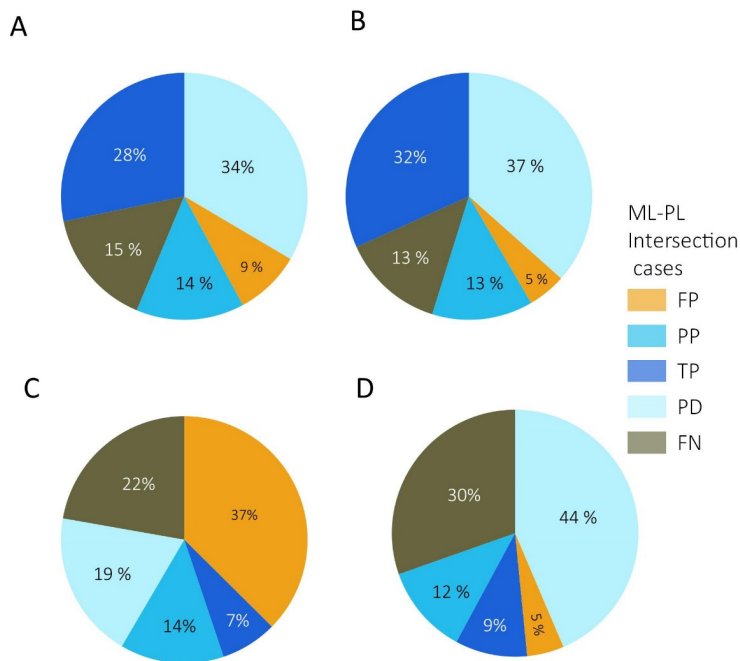 A
B
28%
34%
15 %
14 %
9 %
32%
37 %
13 %
13 %
5 %
ML-PL
Intersection
cases
FP
PP
TP
PD
FN
C
D
22%
37%
19 %
14%
7%
30%
44 %
12 %
9%
5 %